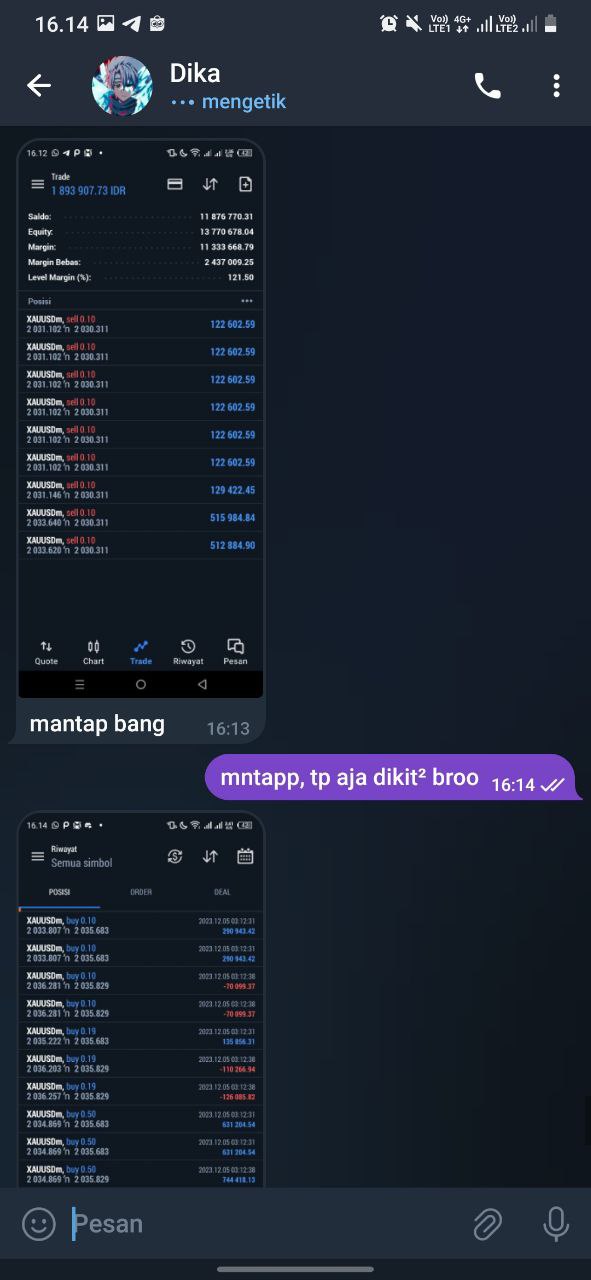 16.14
Vo)) 4G+ Vo))
LTE1 LTE2
Dika
••• mengetik
16.12
Trade
1 893 907.73 IDR
Saldo: 11 876 770.31
Equity: 13 770 678.04
Margin: 11 333 668.79
Margin Bebas: 2 437 009.25
Level Margin (%): 121.50
Posisi
XAUUSDm, sell 0.10
2 031.102 2 030.311 122 602.59
XAUUSDm, sell 0.10
2 031.102 2 030.311 122 602.59
XAUUSDm, sell 0.10
2 031.102 2 030.311 122 602.59
XAUUSDm, sell 0.10
2 031.102 2 030.311 122 602.59
XAUUSDm, sell 0.10
2 031.102 2 030.311 122 602.59
XAUUSDm, sell 0.10
2 031.102 2 030.311 122 602.59
XAUUSDm, sell 0.10
2 031.146 2 030.311 129 422.45
XAUUSDm, sell 0.10
2 033.640 2 030.311 515 984.84
XAUUSDm, sell 0.10
2 033.620 2 030.311 512 884.90
Quote Chart Trade Riwayat Pesan
mantap bang 16:13
mntapp, tp aja dikit² broo 16:14
16.14
Riwayat
Semua simbol
POSISI ORDER DEAL
XAUUSDm, buy 0.10 2023.12.05 03:12:31
2 033.807 2 035.683 290 943.42
XAUUSDm, buy 0.10 2023.12.05 03:12:31
2 033.807 2 035.683 290 943.42
XAUUSDm, buy 0.10 2023.12.05 03:12:38
2 036.281 2 035.829 -70 099.37
XAUUSDm, buy 0.10 2023.12.05 03:12:38
2 036.281 2 035.829 -70 099.37
XAUUSDm, buy 0.19 2023.12.05 03:12:31
2 035.222 2 035.683 135 856.31
XAUUSDm, buy 0.19 2023.12.05 03:12:38
2 036.203 2 035.829 -110 266.94
XAUUSDm, buy 0.19 2023.12.05 03:12:38
2 036.257 2 035.829 -126 085.82
XAUUSDm, buy 0.50 2023.12.05 03:12:31
2 034.869 2 035.683 631 204.54
XAUUSDm, buy 0.50 2023.12.05 03:12:31
2 034.869 2 035.683 631 204.54
XAUUSDm, buy 0.50 2023.12.05 03:12:38
2 034.869 2 035.829 744 418.13
Pesan